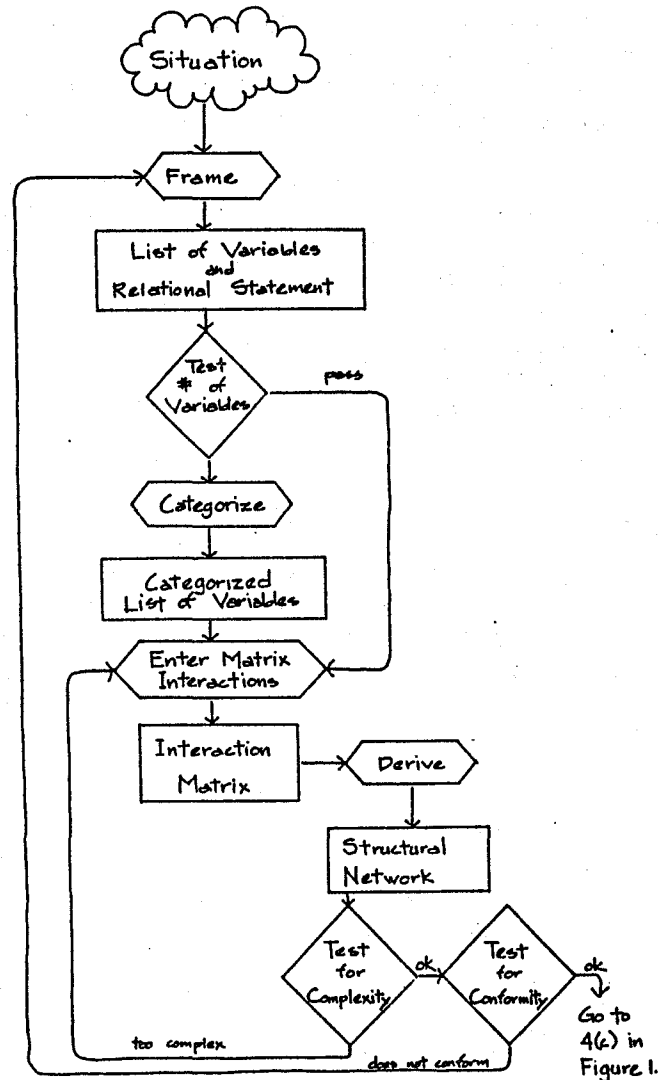 Situation
Frame
List of Variables
and
Relational Statement
Test
# of
Variables
pass
Categorize
Categorized
List of Variables
Enter Matrix
Interactions
Interaction
Matrix
Derive
Structural
Network
Test
for
Complexity
ok
Test
for
Conformity
ok
Go to
4(c) in
Figure 1.
too complex
does not conform